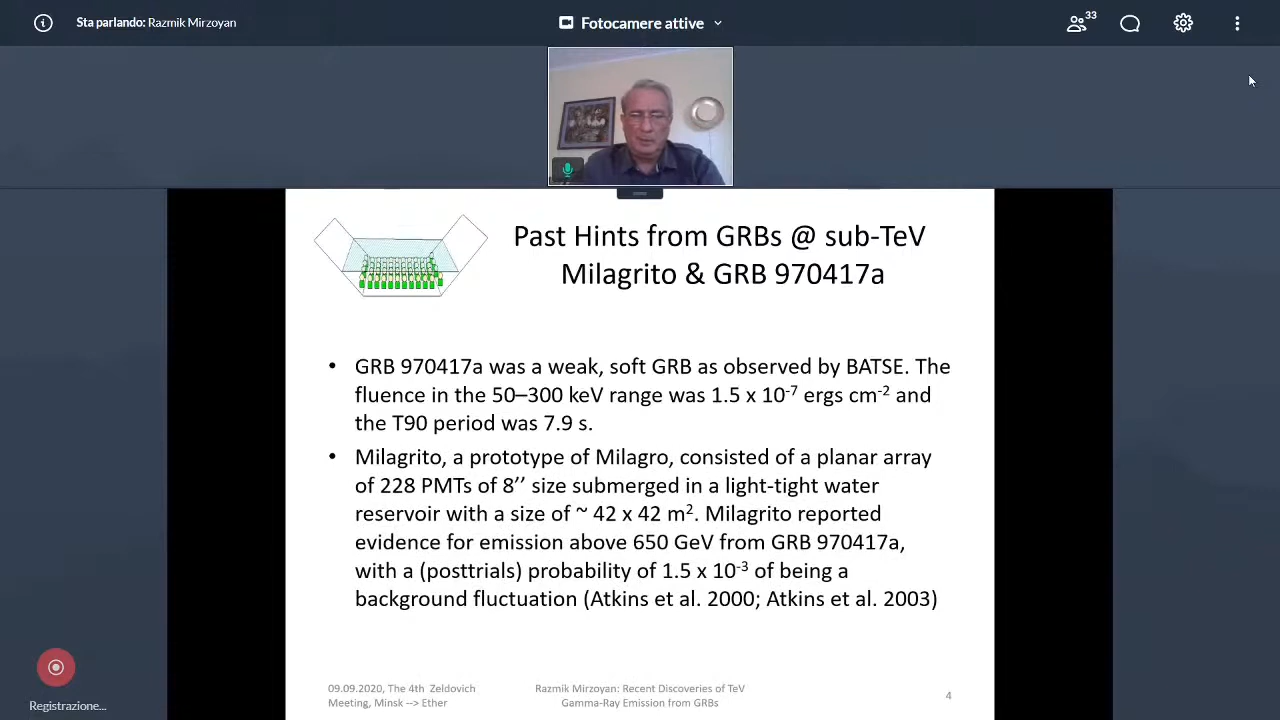 Sta parlando: Razmik Mirzoyan
Fotocamere attive
33
Past Hints from GRBs @ sub-TeV
Milagrito & GRB 970417a
• GRB 970417a was a weak, soft GRB as observed by BATSE. The
fluence in the 50–300 keV range was 1.5 x 10⁻⁷ ergs cm⁻² and
the T90 period was 7.9 s.
• Milagrito, a prototype of Milagro, consisted of a planar array
of 228 PMTs of 8’’ size submerged in a light-tight water
reservoir with a size of ~ 42 x 42 m². Milagrito reported
evidence for emission above 650 GeV from GRB 970417a,
with a (posttrials) probability of 1.5 x 10⁻³ of being a
background fluctuation (Atkins et al. 2000; Atkins et al. 2003)
Registrazione...
09.09.2020, The 4th Zeldovich
Meeting, Minsk --> Ether
Razmik Mirzoyan: Recent Discoveries of TeV
Gamma-Ray Emission from GRBs
4